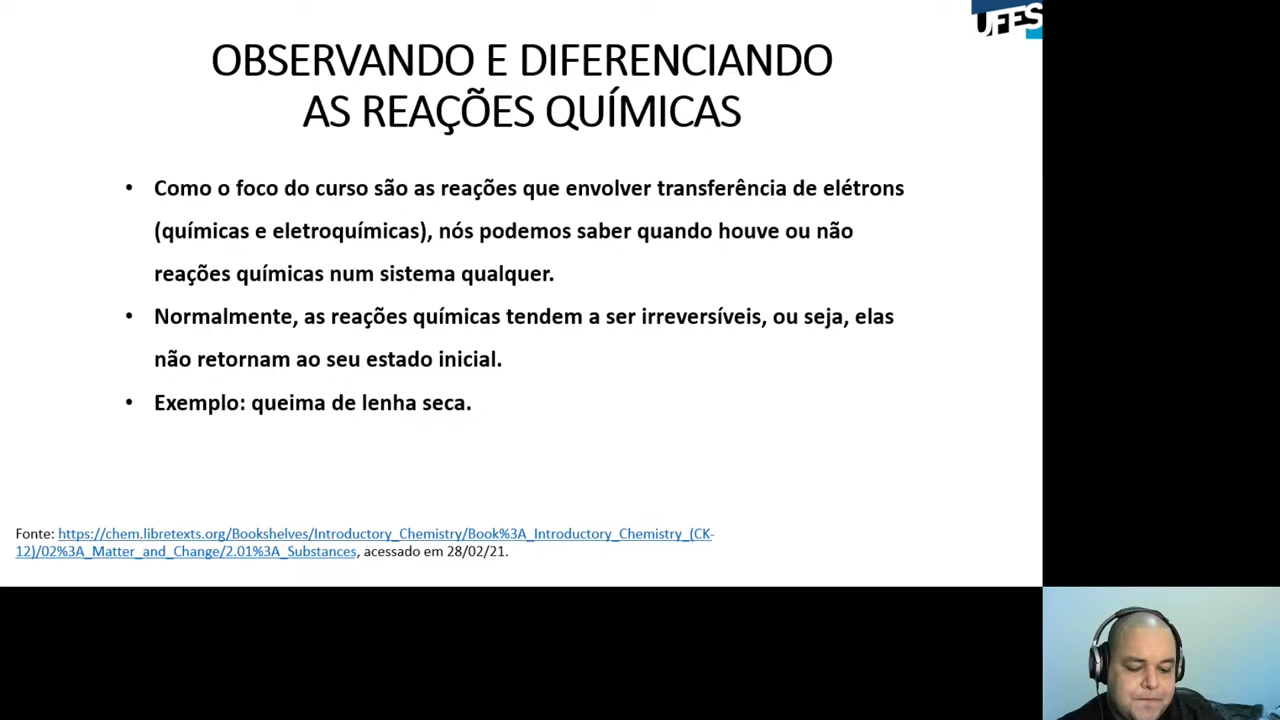 UFES
OBSERVANDO E DIFERENCIANDO
AS REAÇÕES QUÍMICAS
• Como o foco do curso são as reações que envolver transferência de elétrons
(químicas e eletroquímicas), nós podemos saber quando houve ou não
reações químicas num sistema qualquer.
• Normalmente, as reações químicas tendem a ser irreversíveis, ou seja, elas
não retornam ao seu estado inicial.
• Exemplo: queima de lenha seca.
Fonte: https://chem.libretexts.org/Bookshelves/Introductory_Chemistry/Book%3A_Introductory_Chemistry_(CK-
12)/02%3A_Matter_and_Change/2.01%3A_Substances, acessado em 28/02/21.